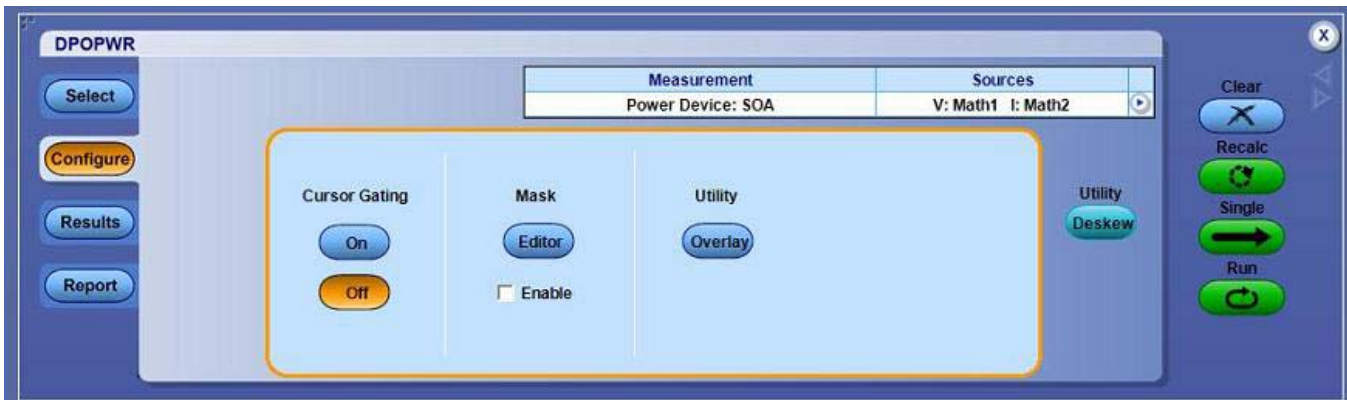 DPOPWR
X
Select
Configure
Results
Report
Measurement Sources
Power Device: SOA V: Math1 I: Math2
Cursor Gating
On
Off
Mask
Editor
Enable
Utility
Overlay
Utility
Deskew
Clear
Recalc
Single
Run